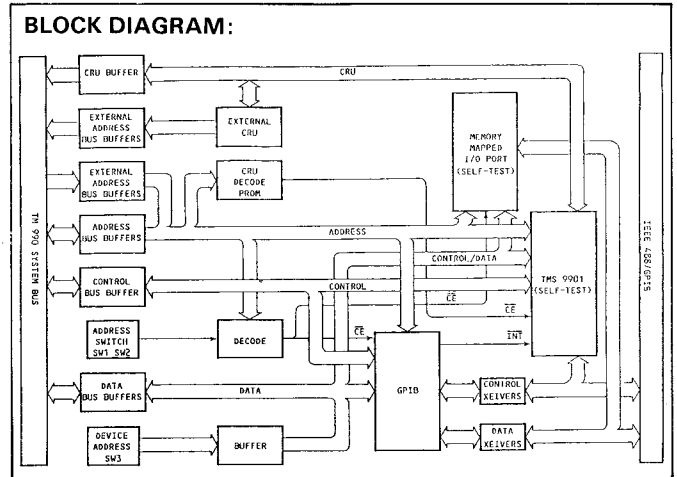 BLOCK DIAGRAM:
CRU BUFFER
CRU
EXTERNAL
ADDRESS
BUS BUFFERS
EXTERNAL
CRU
MEMORY
MAPPED
I/O PORT
(SELF-TEST)
EXTERNAL
ADDRESS
BUS BUFFERS
CRU
DECODE
PROM
TM 990 SYSTEM BUS
IEEE 488/GPIS
ADDRESS
BUS BUFFERS
ADDRESS
TMS 9901
(SELF-TEST)
CONTROL/DATA
CONTROL
BUS BUFFER
CONTROL
CE
CE
ADDRESS
SWITCH
SW1 SW2
DECODE
CE
INT
GPIB
DATA
BUS BUFFERS
DATA
CONTROL
XEIVERS
DEVICE
ADDRESS
SW3
BUFFER
DATA
XEIVERS